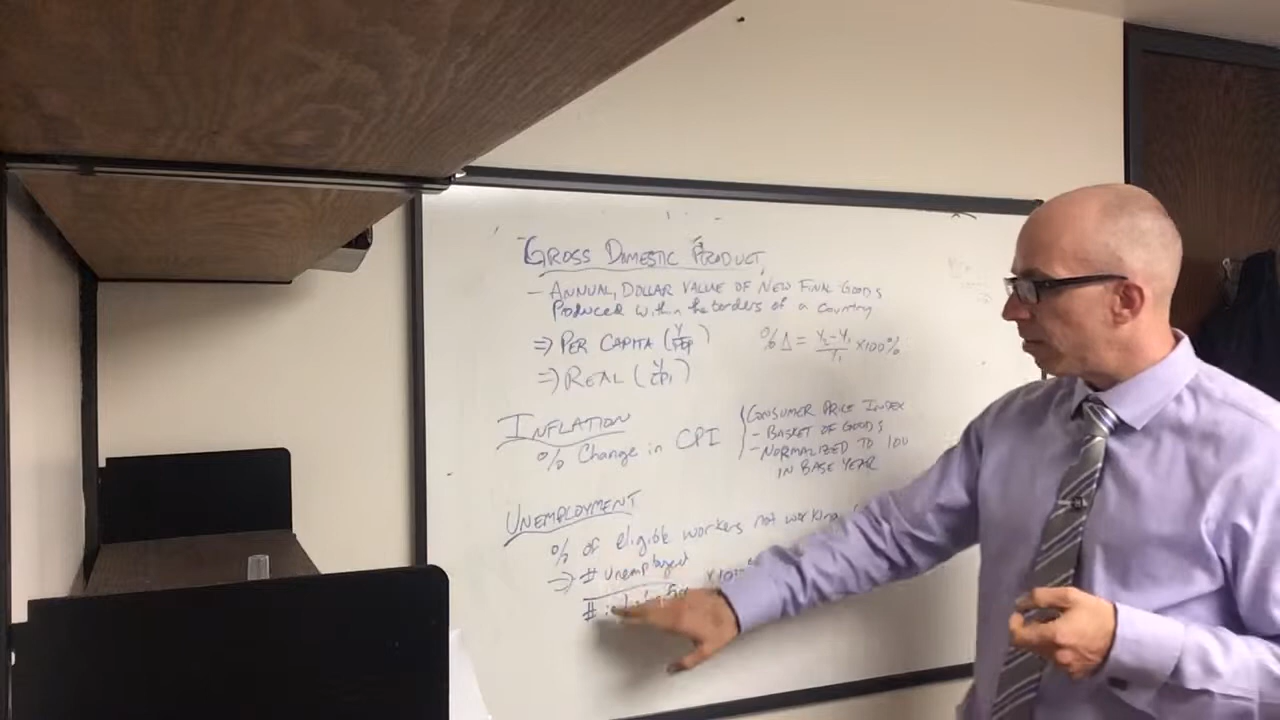 GROSS DOMESTIC PRODUCT
- ANNUAL, DOLLAR VALUE OF NEW FINAL GOODS
PRODUCED within the borders of a country
⇒ PER CAPITA (Y/POP)
%Δ = Y₂-Y₁/Y₁ ×100%
⇒ REAL (Y/CPI)
INFLATION
% Change in CPI
CONSUMER PRICE INDEX
- BASKET OF GOODS
- NORMALIZED TO 100
IN BASE YEAR
UNEMPLOYMENT
% of eligible workers not working
⇒ # unemployed
#